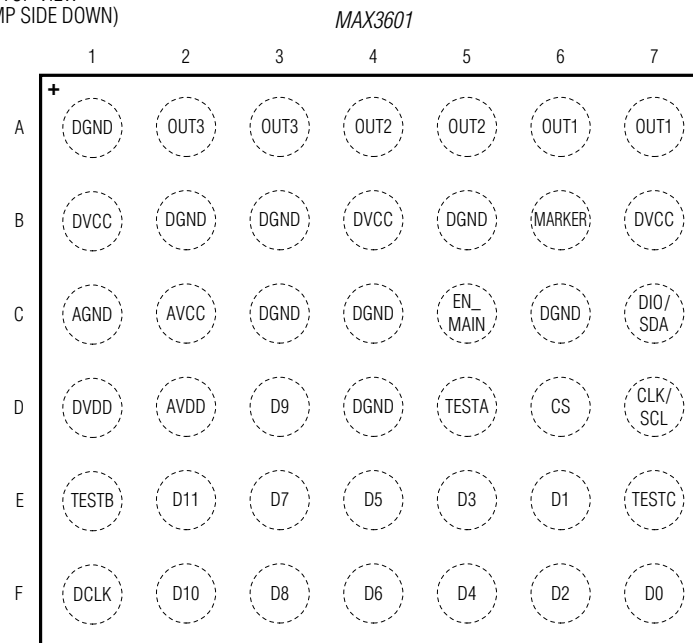 (BUMP SIDE DOWN)
MAX3601
1 2 3 4 5 6 7
+
A DGND OUT3 OUT3 OUT2 OUT2 OUT1 OUT1
B DVCC DGND DGND DVCC DGND MARKER DVCC
C AGND AVCC DGND DGND EN_ MAIN DGND DIO/ SDA
D DVDD AVDD D9 DGND TESTA CS CLK/ SCL
E TESTB D11 D7 D5 D3 D1 TESTC
F DCLK D10 D8 D6 D4 D2 D0